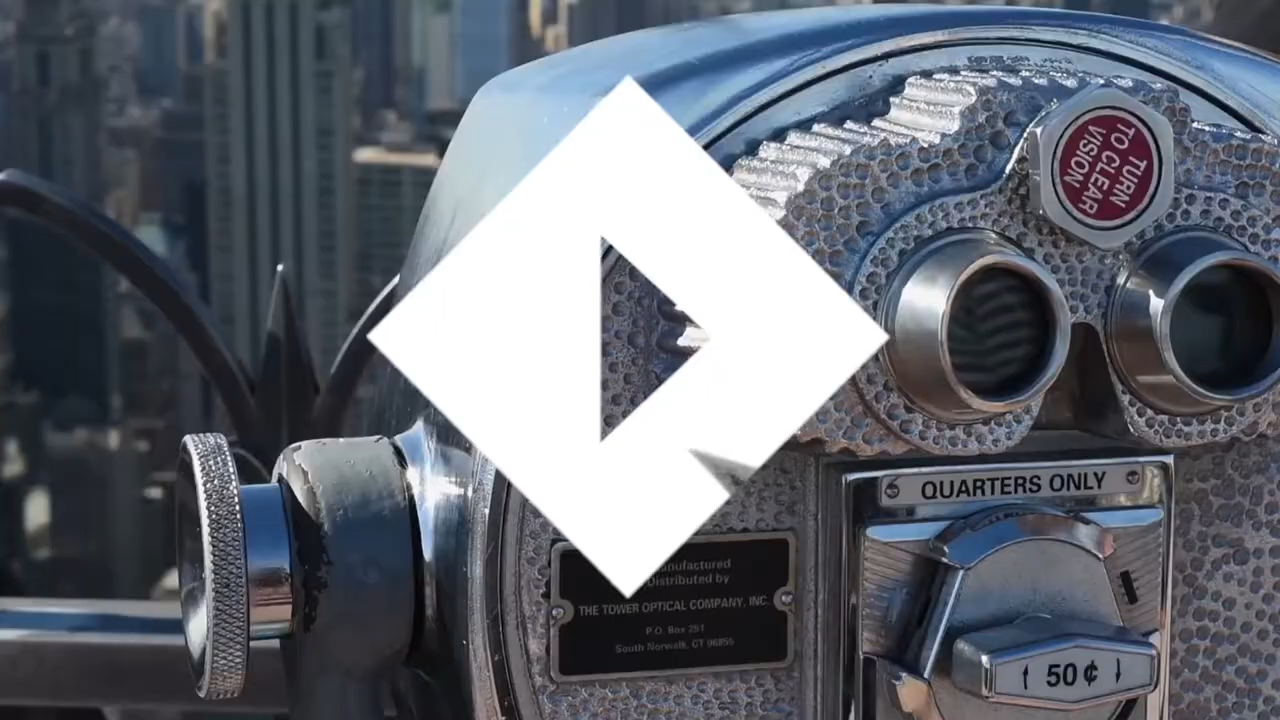 TURN
TO CLEAR
VISION
QUARTERS ONLY
Distributed by
THE TOWER OPTICAL COMPANY, INC.
P.O. Box 251
South Norwalk, CT 06855
50¢